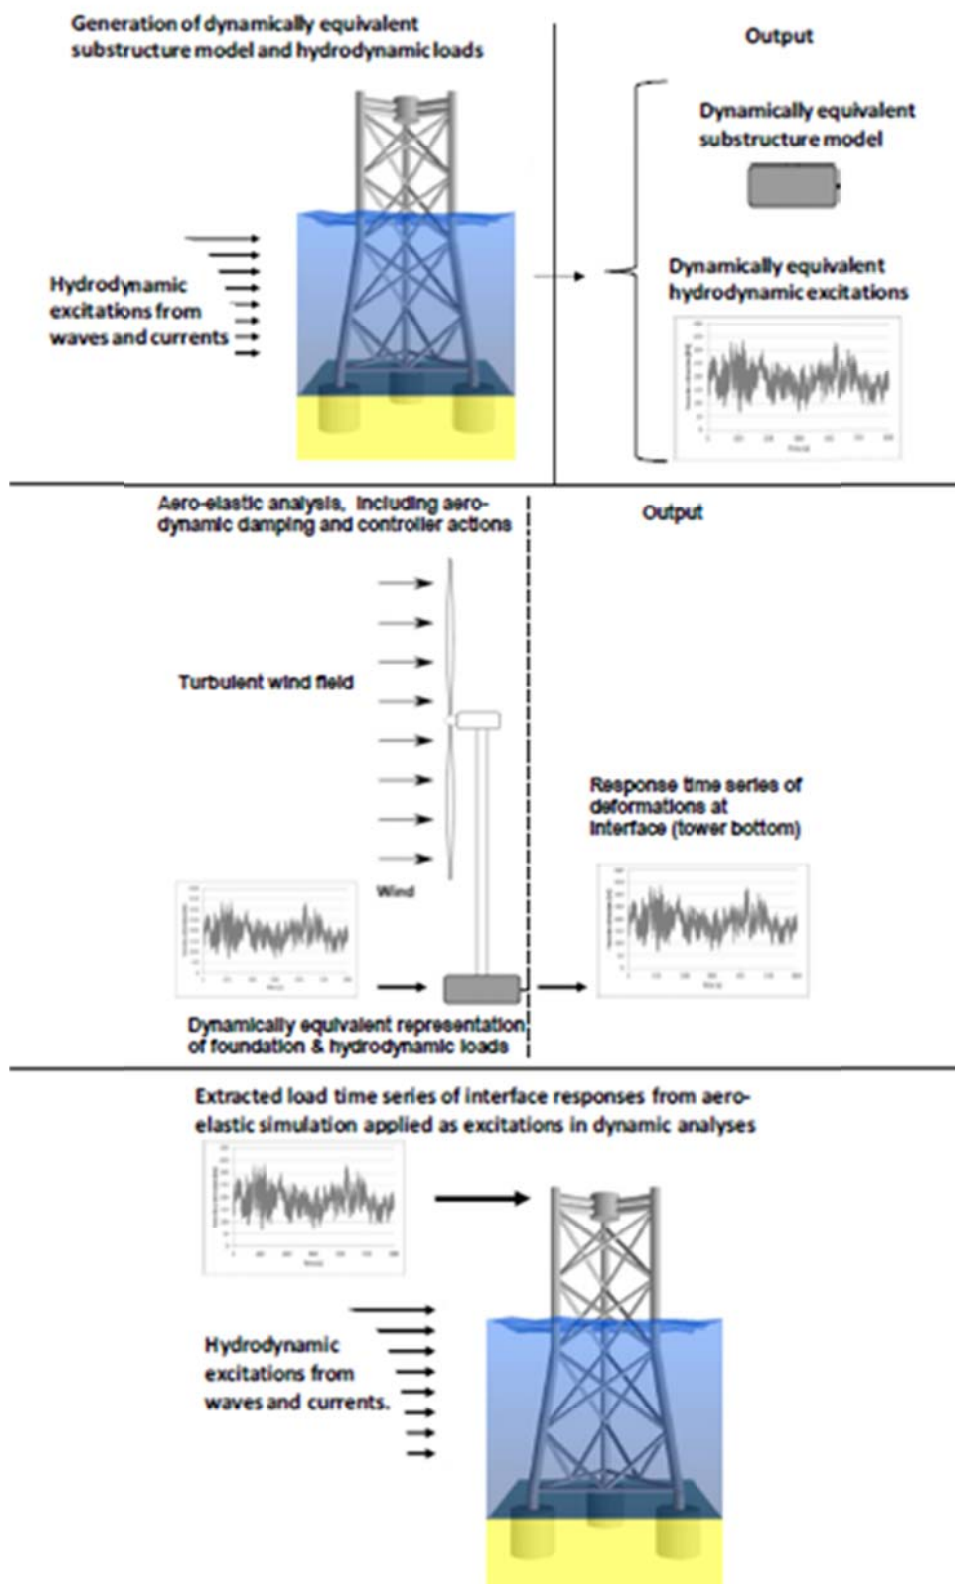 Generation of dynamically equivalent
substructure model and hydrodynamic loads
Output
Dynamically equivalent
substructure model
Hydrodynamic
excitations from
waves and currents
Dynamically equivalent
hydrodynamic excitations
Aero-elastic analysis, including aero-
dynamic damping and controller actions
Output
Turbulent wind field
Response time series of
deformations at
interface (tower bottom)
Wind
Dynamically equivalent representation
of foundation & hydrodynamic loads
Extracted load time series of interface responses from aero-
elastic simulation applied as excitations in dynamic analyses
Hydrodynamic
excitations from
waves and currents.